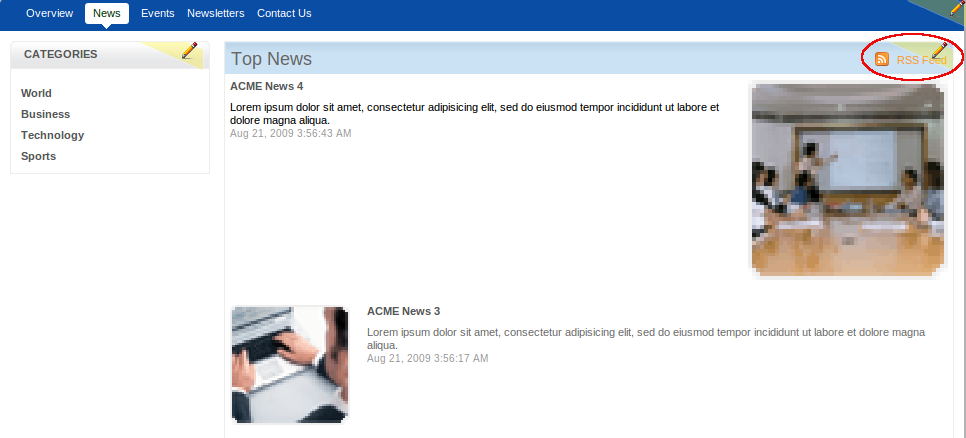 Overview News Events Newsletters Contact Us
CATEGORIES
World
Business
Technology
Sports
Top News
RSS Feed
ACME News 4
Lorem ipsum dolor sit amet, consectetur adipisicing elit, sed do eiusmod tempor incididunt ut labore et
dolore magna aliqua.
Aug 21, 2009 3:56:43 AM
ACME News 3
Lorem ipsum dolor sit amet, consectetur adipisicing elit, sed do eiusmod tempor incididunt ut labore et dolore magna
aliqua.
Aug 21, 2009 3:56:17 AM